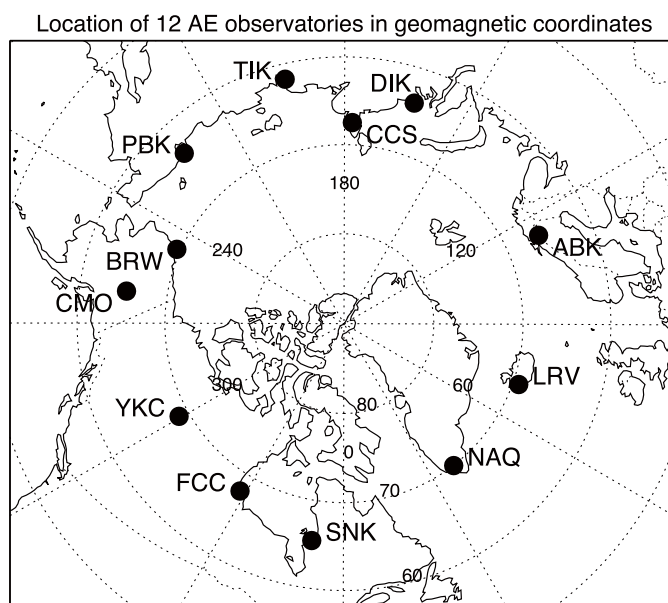 Location of 12 AE observatories in geomagnetic coordinates
TIK
DIK
CCS
PBK
180
BRW
240
120
ABK
CMO
300
60
LRV
YKC
80
0
NAQ
FCC
70
SNK
60